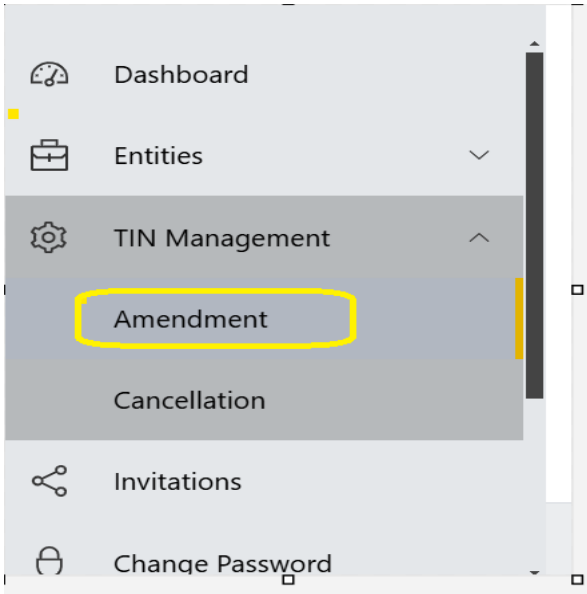 Dashboard
Entities
TIN Management
Amendment
Cancellation
Invitations
Change Password